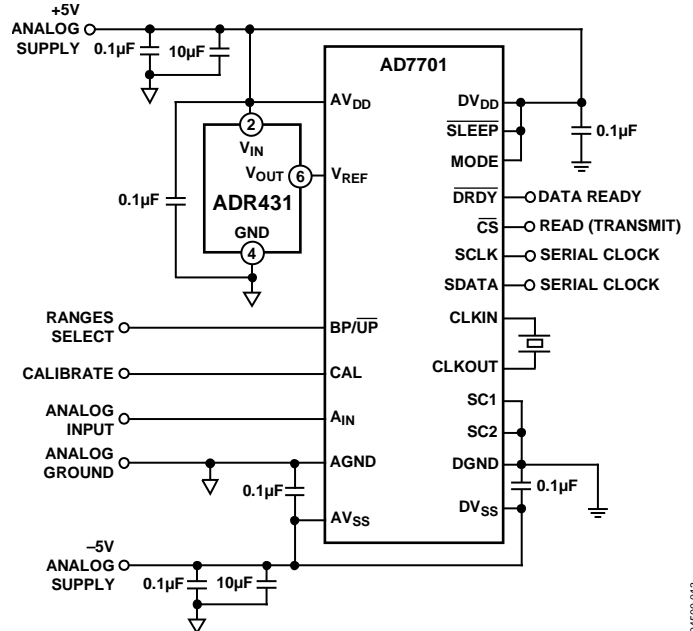 +5V
ANALOG
SUPPLY
0.1µF
10µF
AD7701
AVDD
DVDD
SLEEP
MODE
0.1µF
2
VIN
VOUT
6
VREF
ADR431
GND
4
0.1µF
DRDY
DATA READY
CS
READ (TRANSMIT)
SCLK
SERIAL CLOCK
SDATA
SERIAL CLOCK
RANGES
SELECT
BP/UP
CLKIN
CLKOUT
CALIBRATE
CAL
ANALOG
INPUT
AIN
SC1
SC2
ANALOG
GROUND
AGND
DGND
0.1µF
0.1µF
AVSS
DVSS
–5V
ANALOG
SUPPLY
0.1µF
10µF